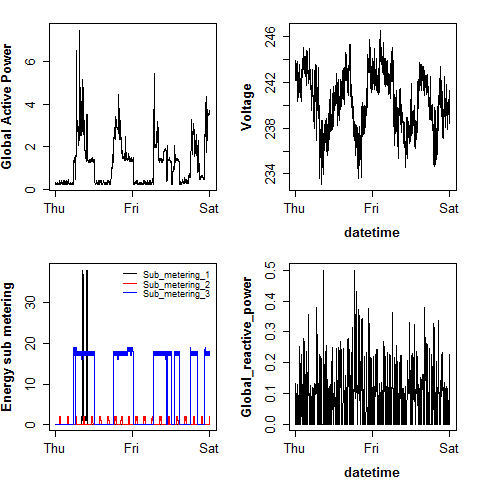 Global Active Power
0
2
4
6
Thu
Fri
Sat
Voltage
234
238
242
246
Thu
Fri
Sat
datetime
Energy sub metering
0
10
20
30
Sub_metering_1
Sub_metering_2
Sub_metering_3
Thu
Fri
Sat
Global_reactive_power
0.0
0.1
0.2
0.3
0.4
0.5
Thu
Fri
Sat
datetime